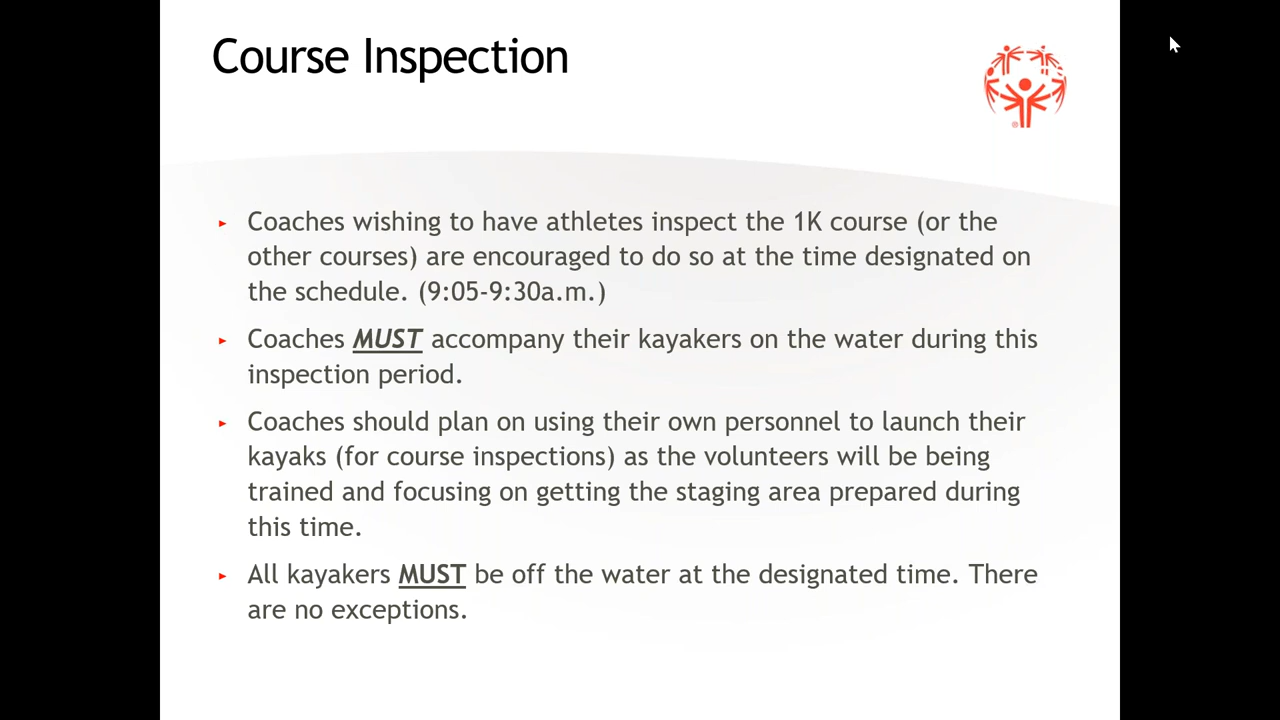 Course Inspection
Coaches wishing to have athletes inspect the 1K course (or the
other courses) are encouraged to do so at the time designated on
the schedule. (9:05-9:30a.m.)
Coaches MUST accompany their kayakers on the water during this
inspection period.
Coaches should plan on using their own personnel to launch their
kayaks (for course inspections) as the volunteers will be being
trained and focusing on getting the staging area prepared during
this time.
All kayakers MUST be off the water at the designated time. There
are no exceptions.